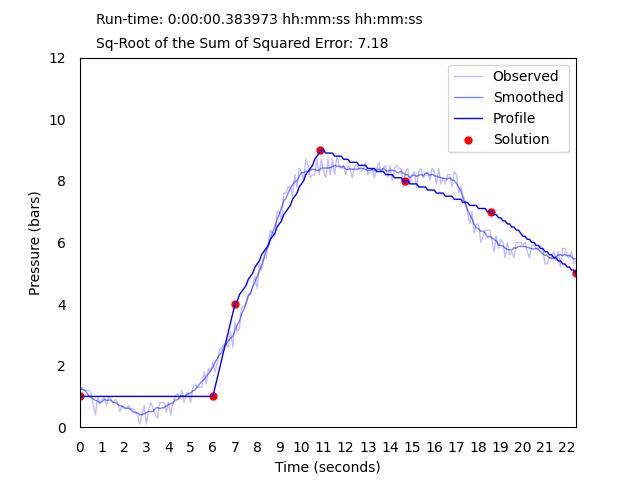 Run-time: 0:00:00.383973 hh:mm:ss hh:mm:ss
Sq-Root of the Sum of Squared Error: 7.18
12
10
8
6
4
2
0
Pressure (bars)
Observed
Smoothed
Profile
Solution
0 1 2 3 4 5 6 7 8 9 10 11 12 13 14 15 16 17 18 19 20 21 22
Time (seconds)